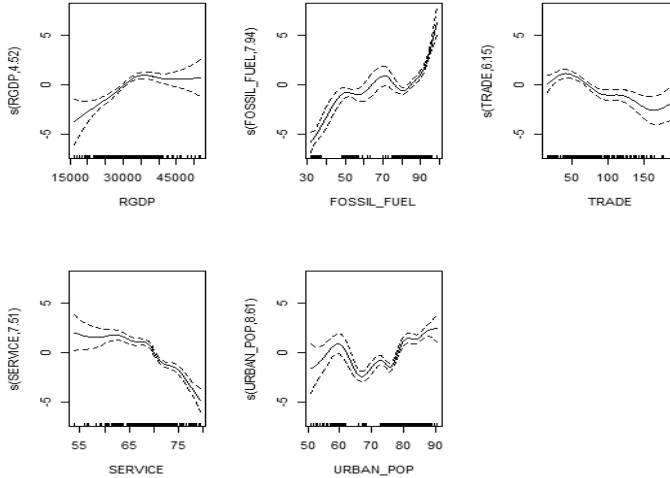 s(RGDP,4.52)
5
0
-5
15000 30000 45000
RGDP
s(FOSSIL_FUEL,7.94)
5
0
-5
30 50 70 90
FOSSIL_FUEL
s(TRADE,6.15)
5
0
-5
50 150
TRADE
s(SERVICE,7.51)
5
0
-5
55 65 75
SERVICE
s(URBAN_POP,8.61)
5
0
-5
50 60 70 80 90
URBAN_POP